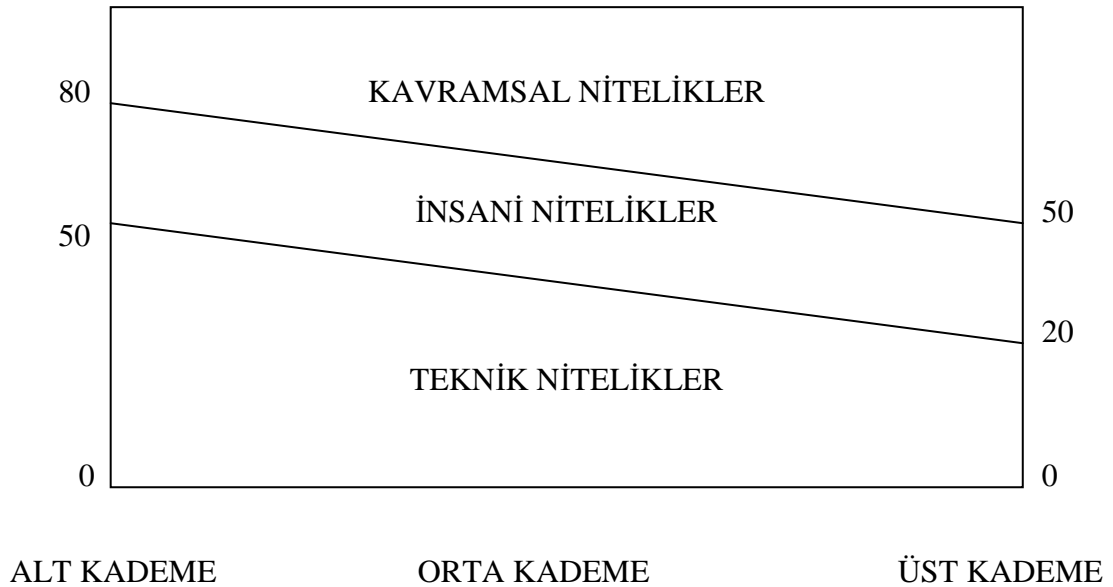 80
KAVRAMSAL NİTELİKLER
İNSANİ NİTELİKLER
50
50
20
TEKNİK NİTELİKLER
0
0
ALT KADEME ORTA KADEME ÜST KADEME